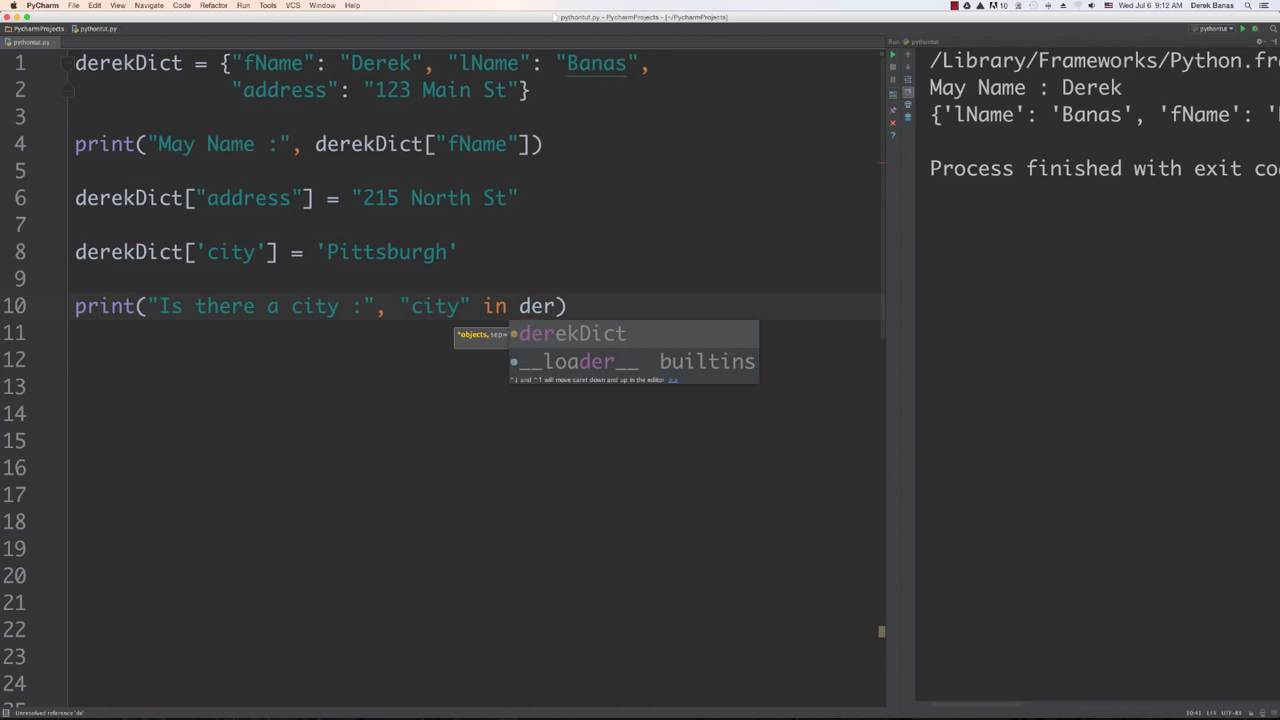 PyCharm File Edit View Navigate Code Refactor Run Tools VCS Window Help 10 Wed Jul 6 9:12 AM Derek Banas
pythontut.py - PyCharmProjects - [~/PycharmProjects]
PycharmProjects pythontut.py pythontut
pythontut.py Run pythontut
1 derekDict = {"fName": "Derek", "lName": "Banas",
2 "address": "123 Main St"}
3
4 print("May Name :", derekDict["fName"])
5
6 derekDict["address"] = "215 North St"
7
8 derekDict['city'] = 'Pittsburgh'
9
10 print("Is there a city :", "city" in der)
*objects, sep=
derekDict
__loader__ builtins
^↓ and ^↑ will move caret down and up in the editor >>
11
12
13
14
15
16
17
18
19
20
21
22
23
24
/Library/Frameworks/Python.fra
May Name : Derek
{'lName': 'Banas', 'fName': '
Process finished with exit co
Unresolved reference 'de' 10:41 LF÷ UTF-8÷